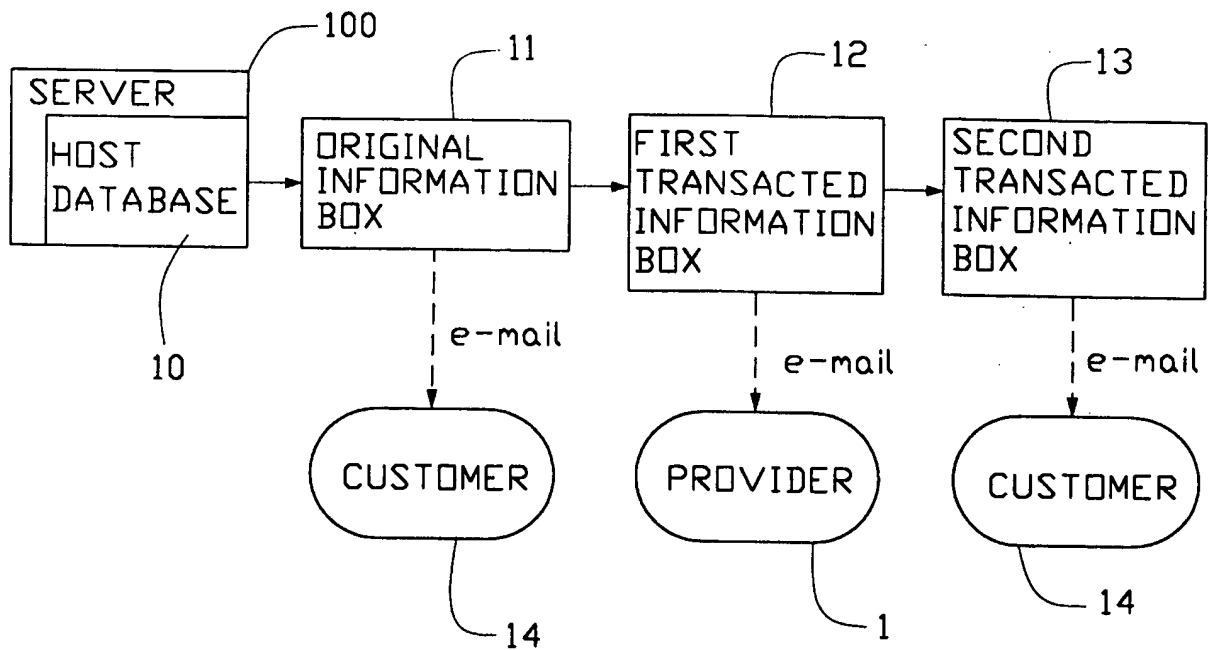 100
11
12
13
SERVER
HOST
DATABASE
ORIGINAL
INFORMATION
BOX
FIRST
TRANSACTED
INFORMATION
BOX
SECOND
TRANSACTED
INFORMATION
BOX
10
e-mail
e-mail
e-mail
CUSTOMER
PROVIDER
CUSTOMER
14
1
14